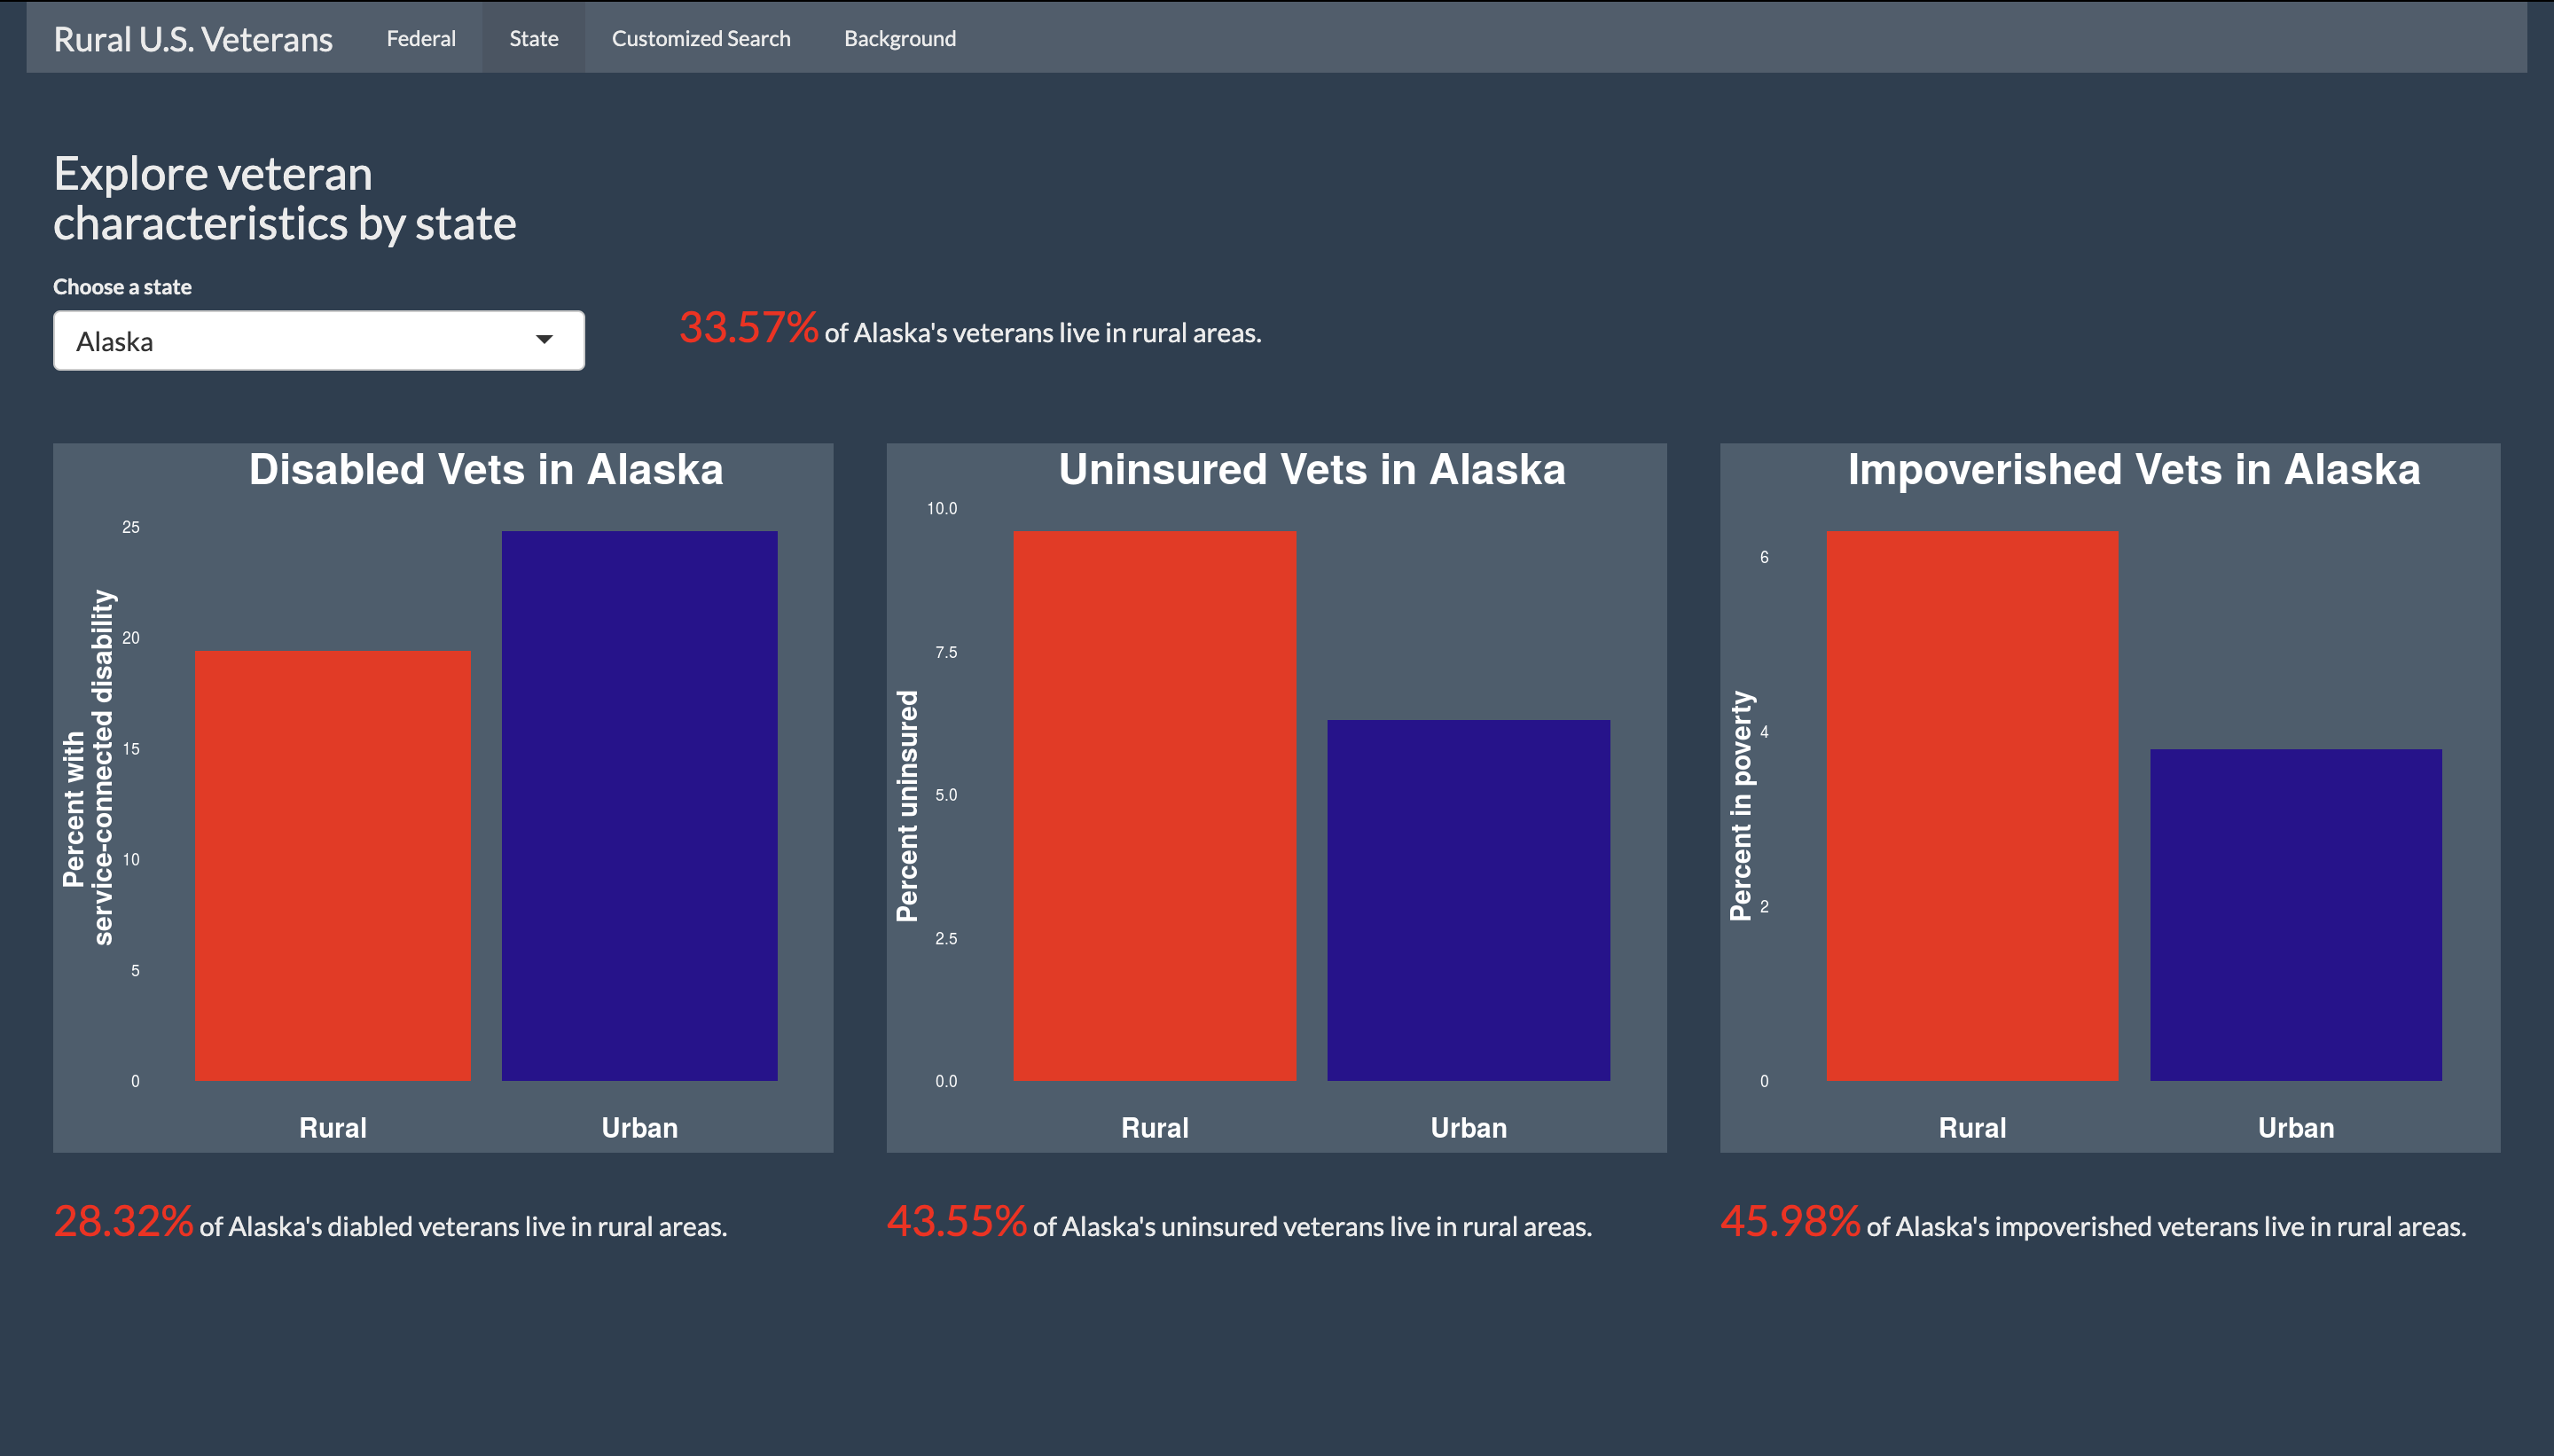 Rural U.S. Veterans
Federal
State
Customized Search
Background
Explore veteran
characteristics by state
Choose a state
Alaska
33.57% of Alaska's veterans live in rural areas.
Disabled Vets in Alaska
Percent with
service-connected disability
25
20
15
10
5
0
Rural
Urban
Uninsured Vets in Alaska
Percent uninsured
10.0
7.5
5.0
2.5
0.0
Rural
Urban
Impoverished Vets in Alaska
Percent in poverty
6
4
2
0
Rural
Urban
28.32% of Alaska's diabled veterans live in rural areas.
43.55% of Alaska's uninsured veterans live in rural areas.
45.98% of Alaska's impoverished veterans live in rural areas.